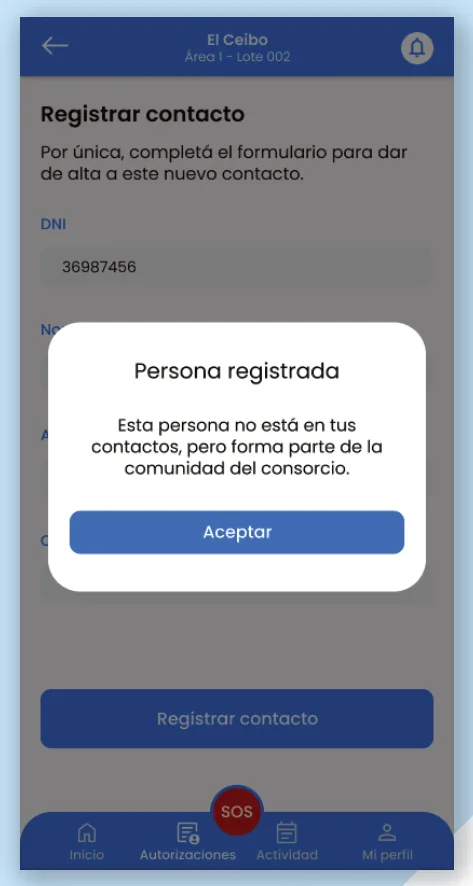 El Ceibo
Área 1 - Lote 002
Registrar contacto
Por única, completá el formulario para dar
de alta a este nuevo contacto.
DNI
36987456
Persona registrada
Esta persona no está en tus
contactos, pero forma parte de la
comunidad del consorcio.
Aceptar
Registrar contacto
SOS
Inicio
Autorizaciones
Actividad
Mi perfil